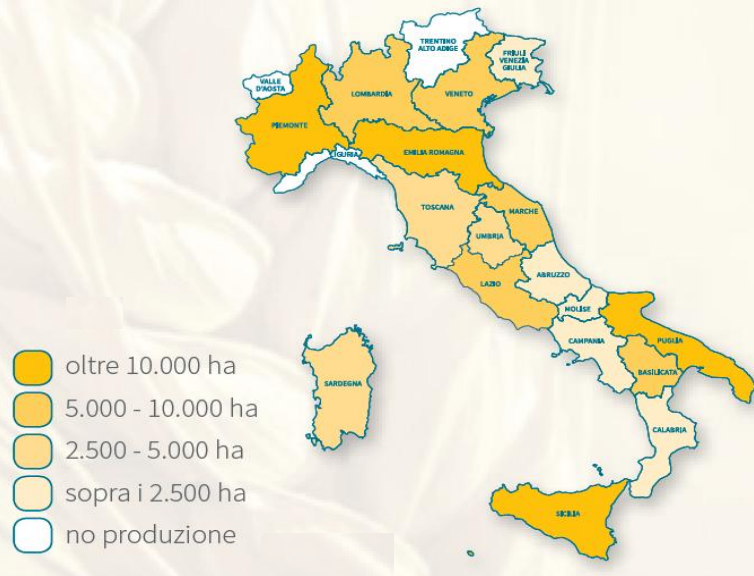 TRENTINO
ALTO ADIGE
FRIULI
VENEZIA
GIULIA
VALLE
D'AOSTA
LOMBARDIA
VENETO
PIEMONTE
EMILIA ROMAGNA
IGURIA
TOSCANA
MARCHE
UMBRIA
ABRUZZO
LAZIO
MOLISE
CAMPANIA
PUGLIA
BASILICATA
SARDEGNA
CALABRIA
SICILIA
oltre 10.000 ha
5.000 - 10.000 ha
2.500 - 5.000 ha
sopra i 2.500 ha
no produzione